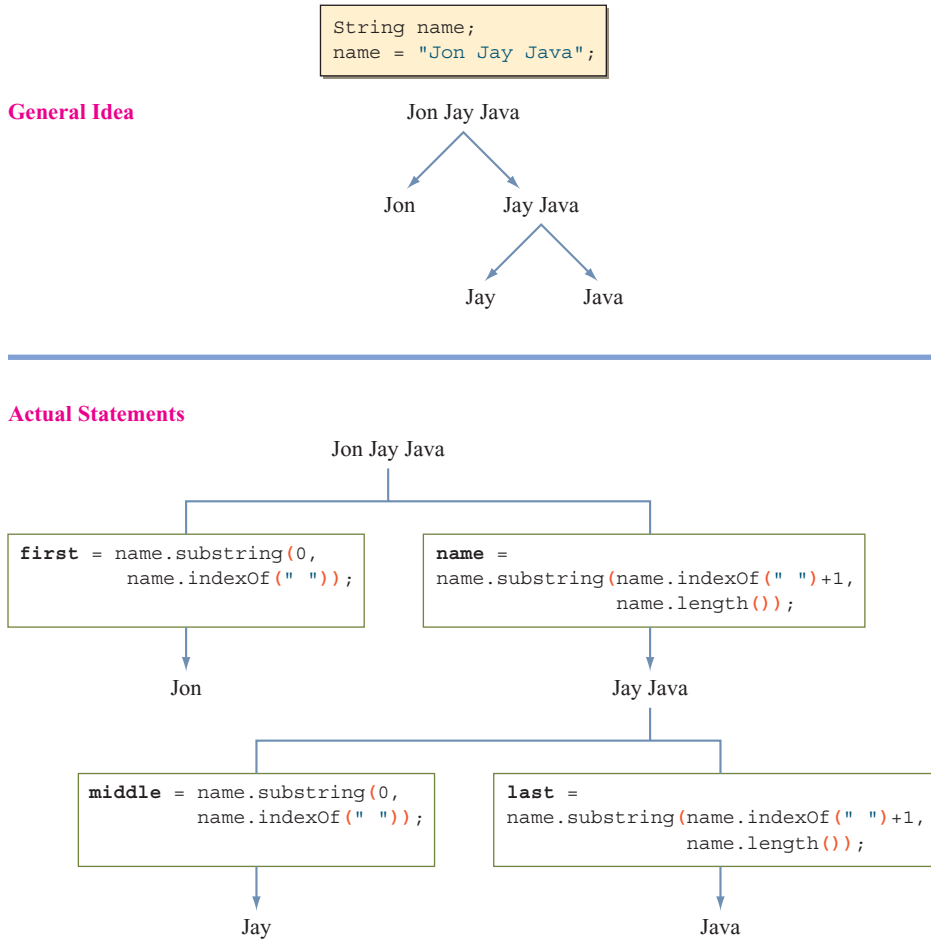 String name;
name = "Jon Jay Java";
General Idea
Jon Jay Java
Jon
Jay Java
Jay
Java
Actual Statements
Jon Jay Java
first = name.substring(0,
name.indexOf(" "));
name =
name.substring(name.indexOf(" ")+1,
name.length());
Jon
Jay Java
middle = name.substring(0,
name.indexOf(" "));
last =
name.substring(name.indexOf(" ")+1,
name.length());
Jay
Java